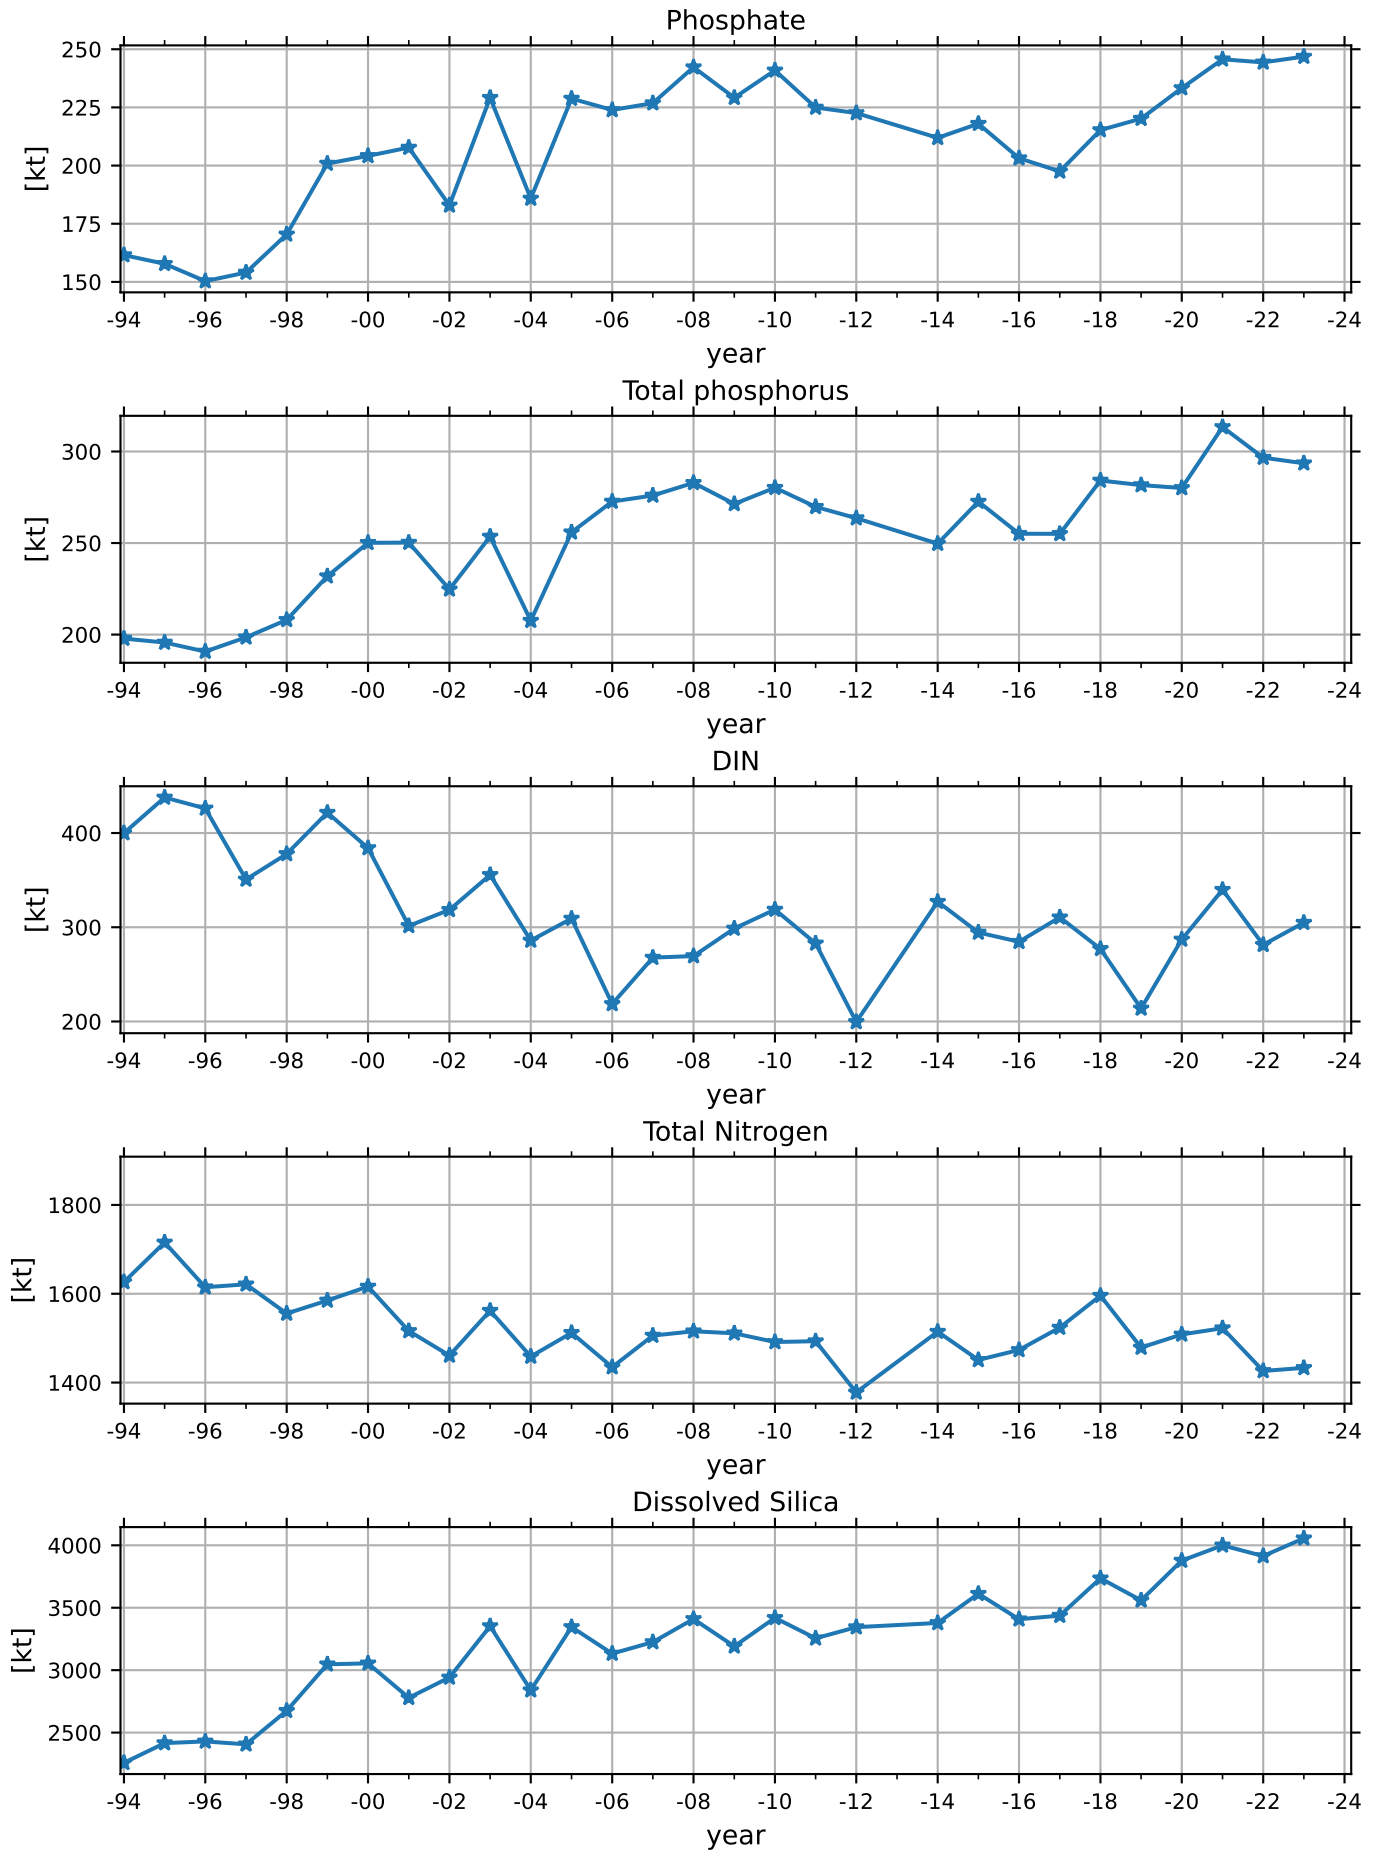 Phosphate
250
225
200
175
150
[kt]
-94 -96 -98 -00 -02 -04 -06 -08 -10 -12 -14 -16 -18 -20 -22 -24
year
Total phosphorus
300
250
200
[kt]
-94 -96 -98 -00 -02 -04 -06 -08 -10 -12 -14 -16 -18 -20 -22 -24
year
DIN
400
300
200
[kt]
-94 -96 -98 -00 -02 -04 -06 -08 -10 -12 -14 -16 -18 -20 -22 -24
year
Total Nitrogen
1800
1600
1400
[kt]
-94 -96 -98 -00 -02 -04 -06 -08 -10 -12 -14 -16 -18 -20 -22 -24
year
Dissolved Silica
4000
3500
3000
2500
[kt]
-94 -96 -98 -00 -02 -04 -06 -08 -10 -12 -14 -16 -18 -20 -22 -24
year